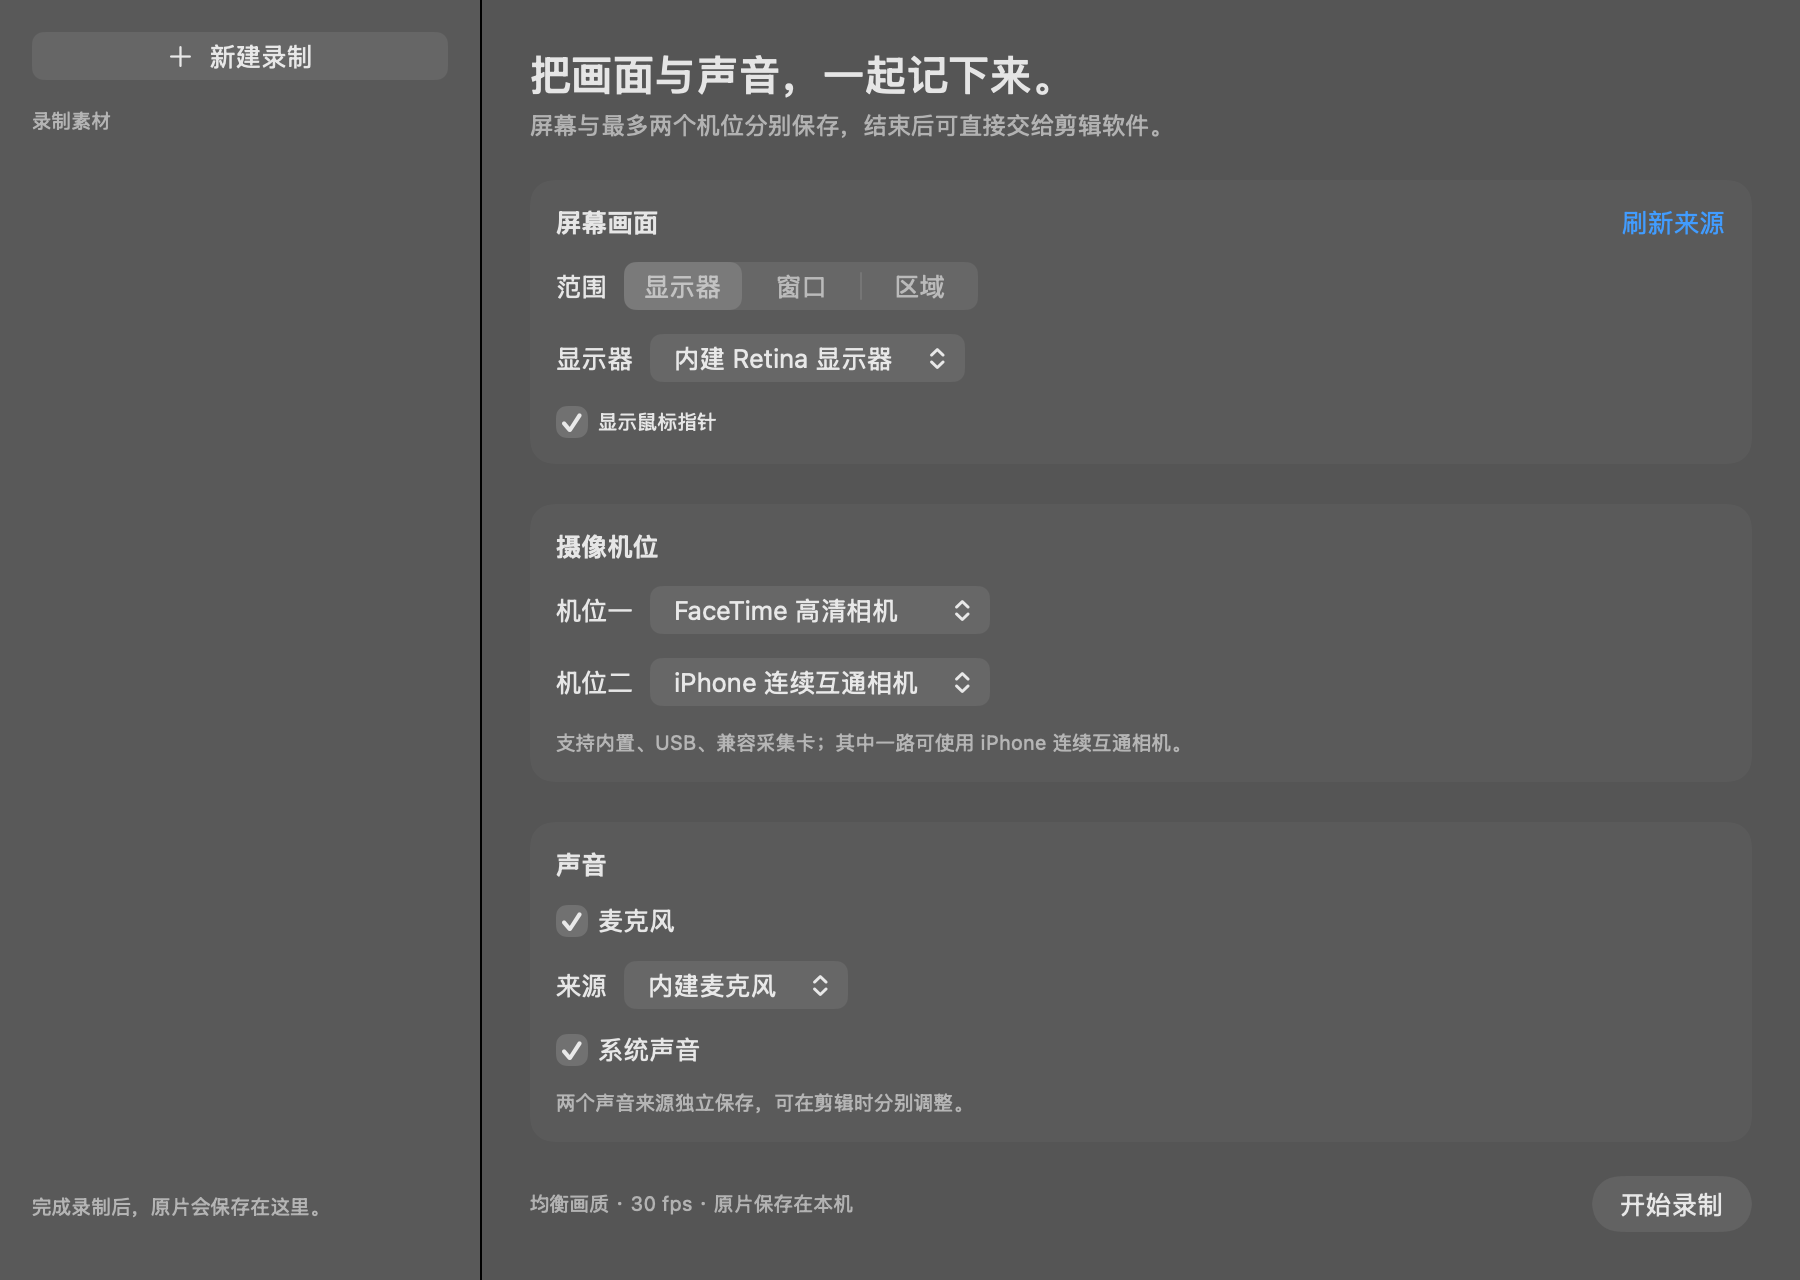 新建录制
录制素材
完成录制后，原片会保存在这里。
把画面与声音，一起记下来。
屏幕与最多两个机位分别保存，结束后可直接交给剪辑软件。
屏幕画面
刷新来源
范围 显示器 窗口 区域
显示器 内建 Retina 显示器
显示鼠标指针
摄像机位
机位一 FaceTime 高清相机
机位二 iPhone 连续互通相机
支持内置、USB、兼容采集卡；其中一路可使用 iPhone 连续互通相机。
声音
麦克风
来源 内建麦克风
系统声音
两个声音来源独立保存，可在剪辑时分别调整。
均衡画质 · 30 fps · 原片保存在本机
开始录制